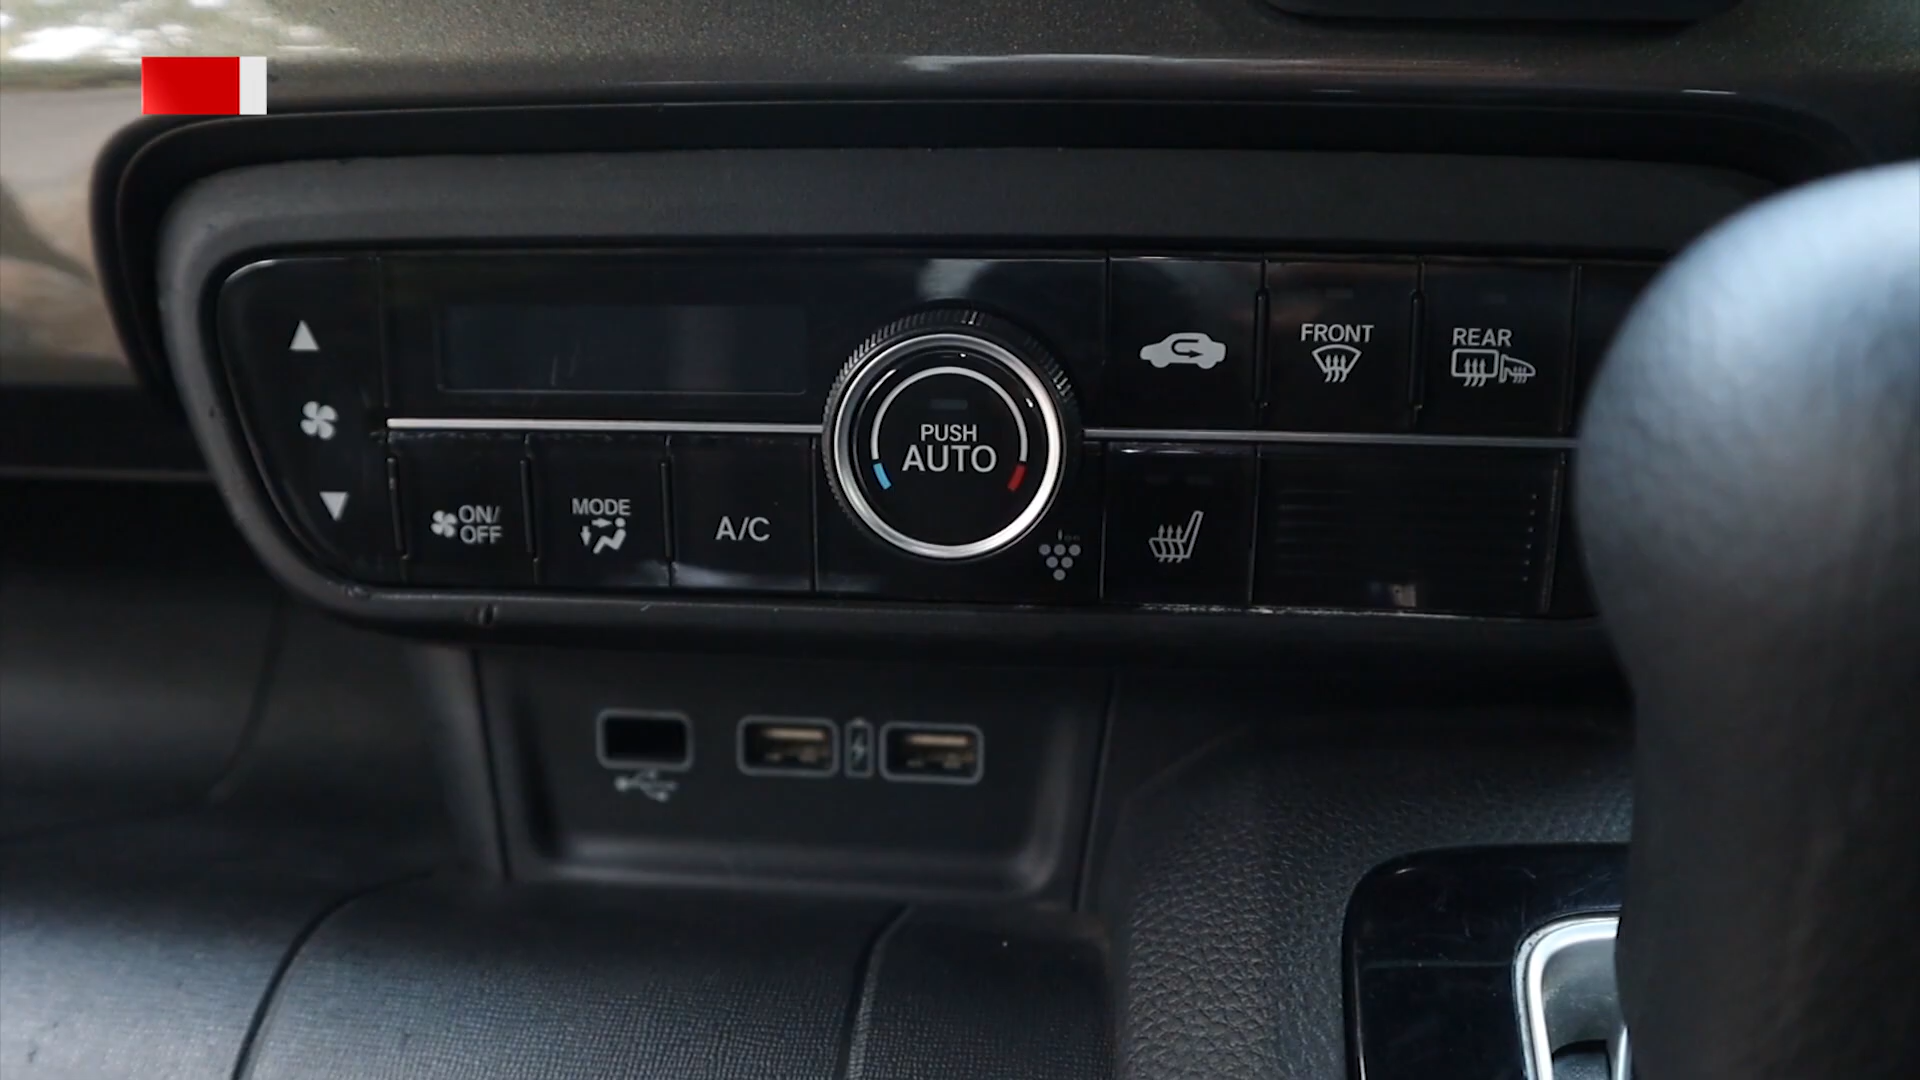 FRONT
REAR
PUSH
AUTO
ON/
OFF
MODE
A/C